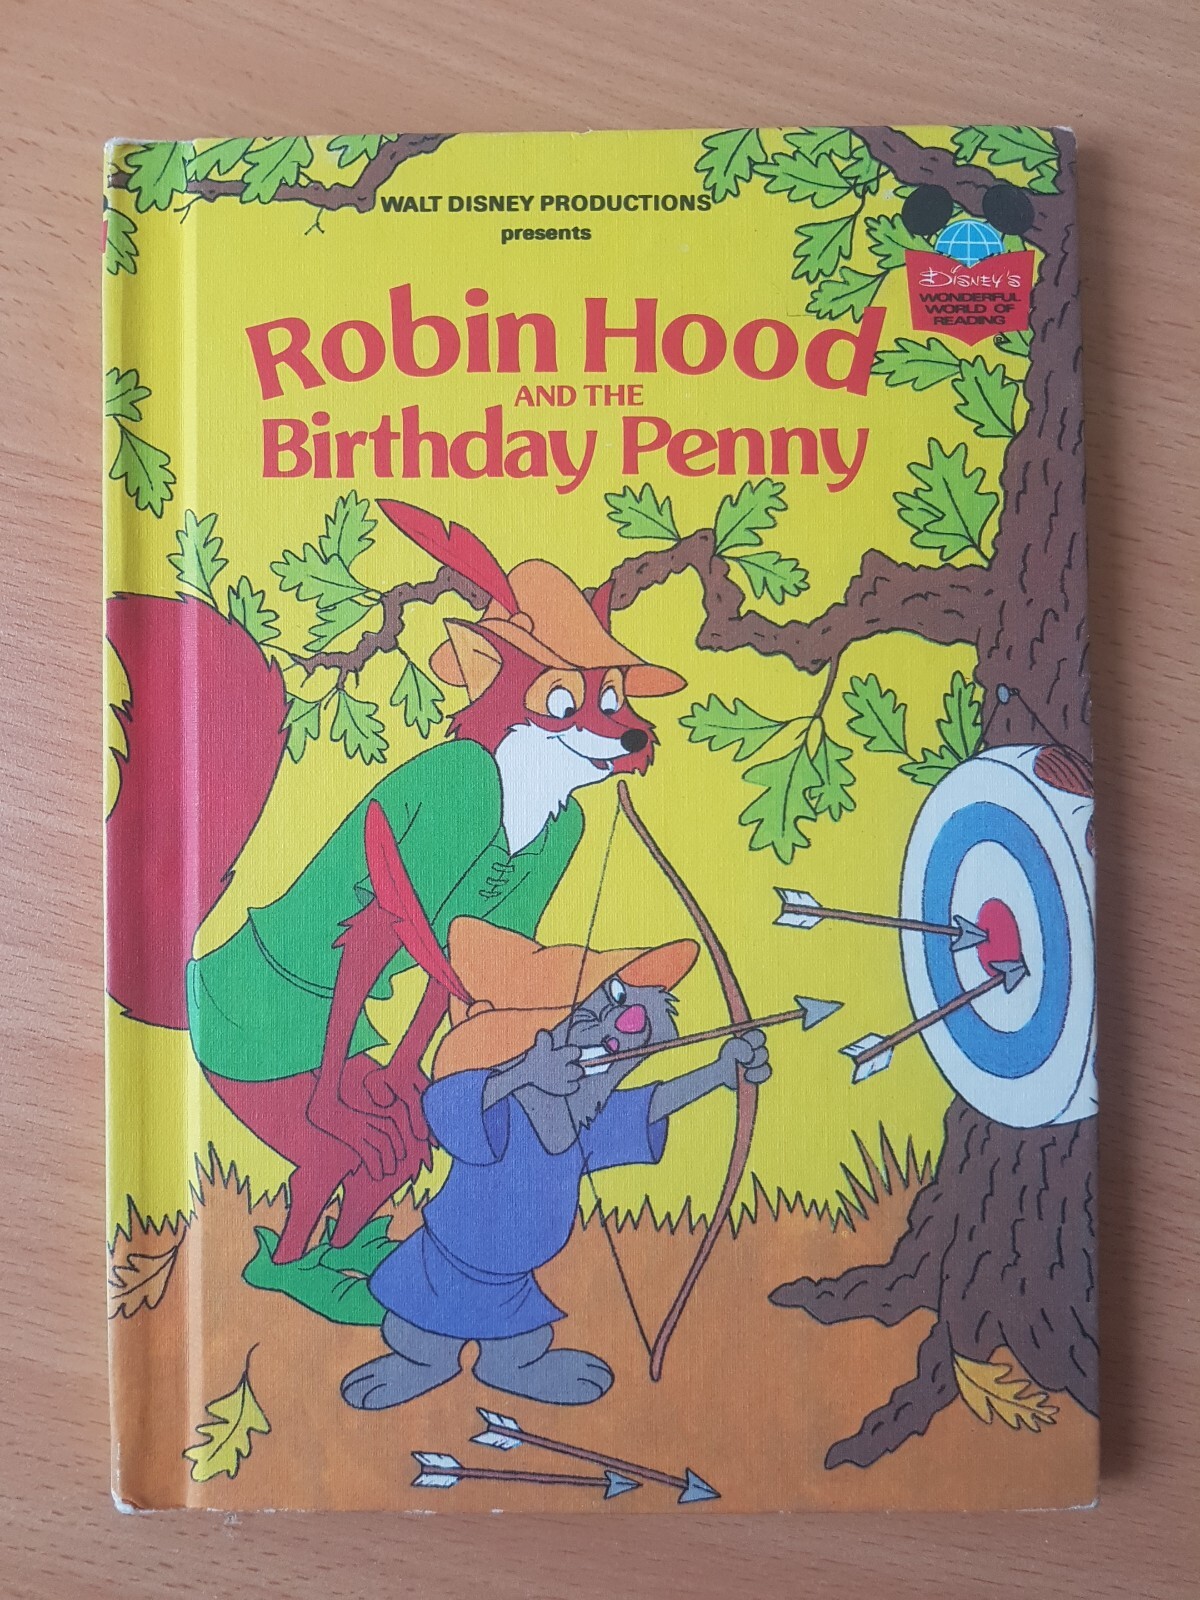 WALT DISNEY PRODUCTIONS
presents
DISNEY'S
WONDERFUL
WORLD OF
READING
®
Robin Hood
AND THE
Birthday Penny